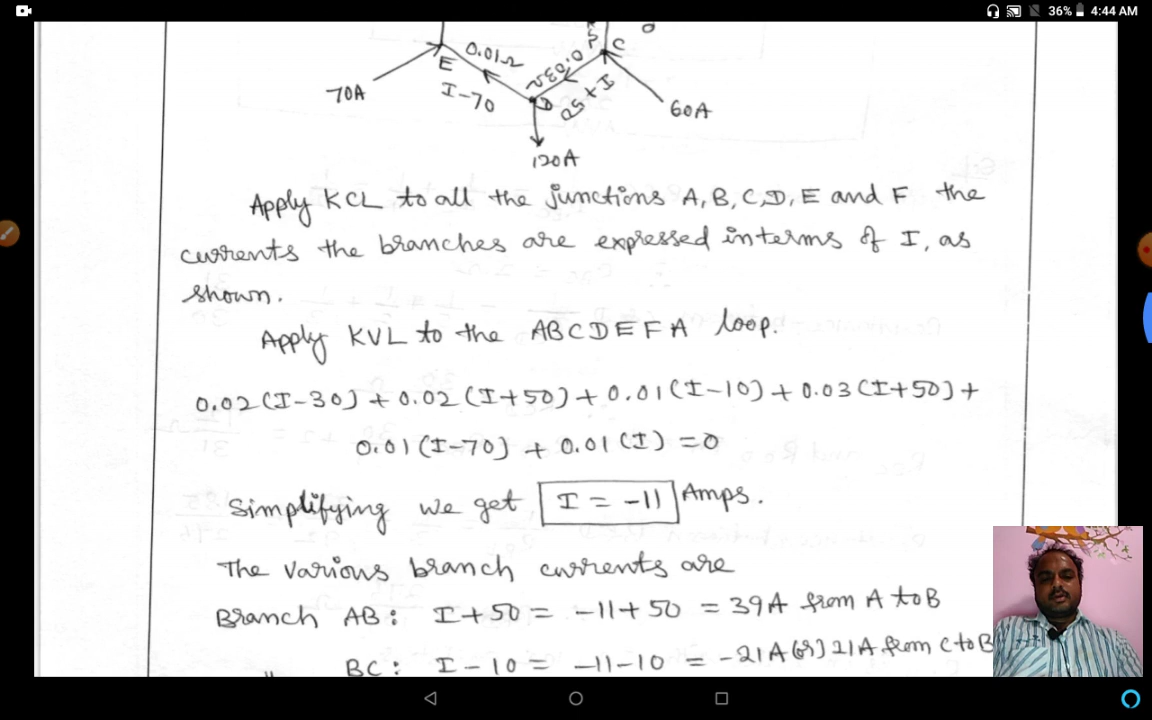 36% 4:44 AM
C
0.01Ω
0.03Ω
E
70A
I-70
D
I+50
60A
120A
Apply KCL to all the junctions A, B, C, D, E and F the
currents the branches are expressed interms of I, as
shown.
Apply KVL to the ABCDEFA loop.
0.02(I-30) + 0.02(I+50) + 0.01(I-10) + 0.03(I+50) +
0.01(I-70) + 0.01(I) = 0
Simplifying we get I = -11 Amps.
The various branch currents are
Branch AB: I+50 = -11+50 = 39A from A to B
BC: I-10 = -11-10 = -21A (or) 21A from C to B